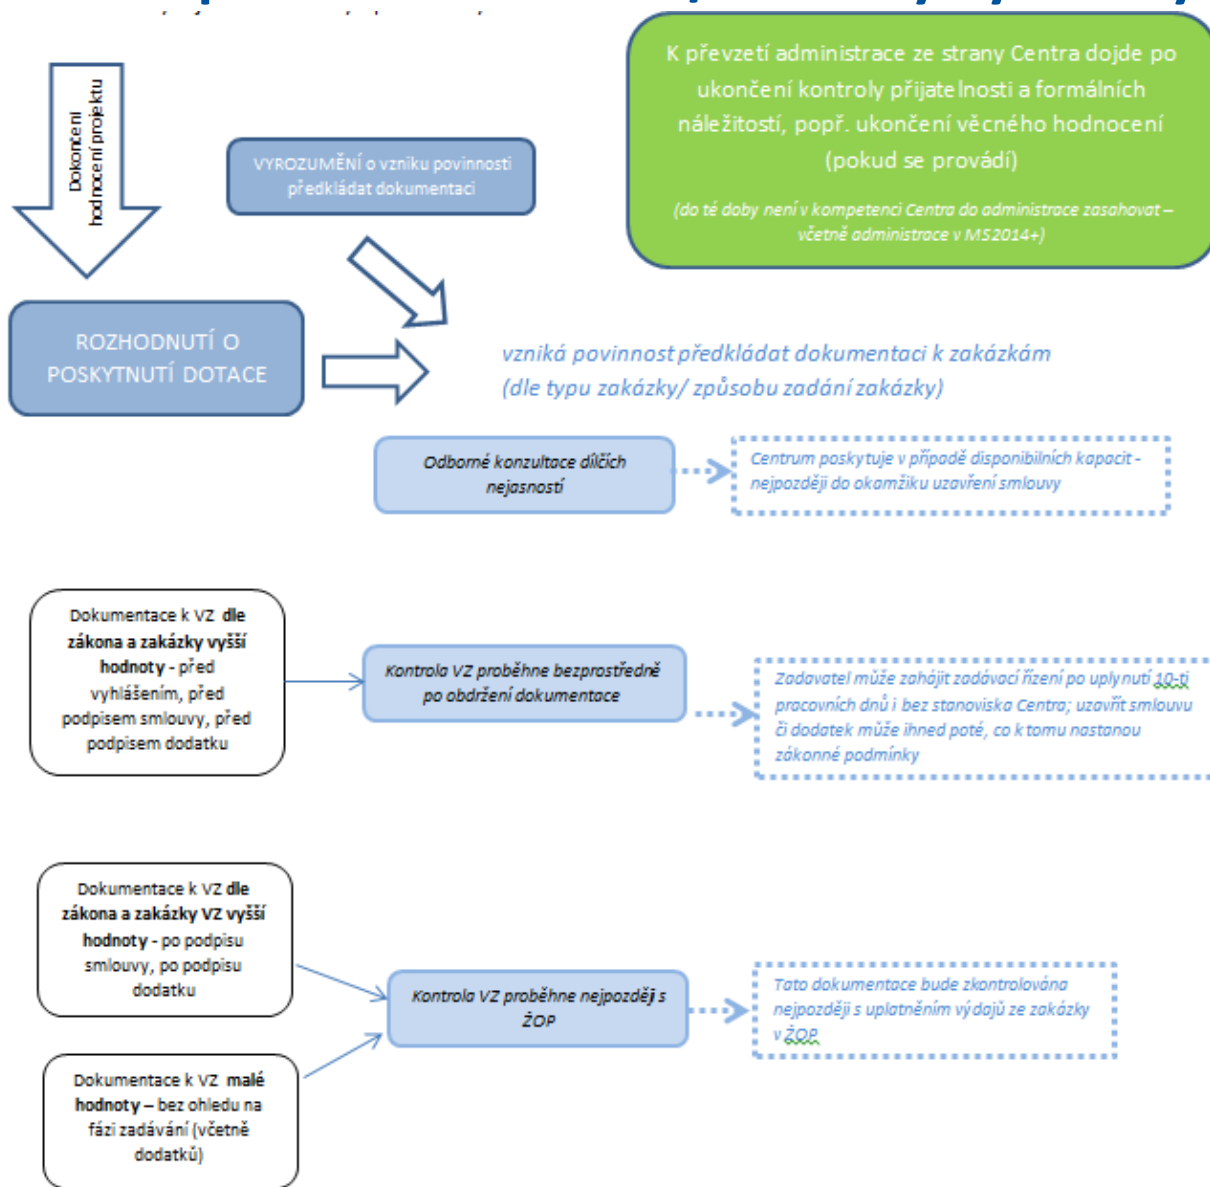 K převzetí administrace ze strany Centra dojde po
ukončení kontroly přijatelnosti a formálních
náležitostí, popř. ukončení věcného hodnocení
(pokud se provádí)
(do té doby není v kompetenci Centra do administrace zasahovat –
včetně administrace v MS2014+)
Dokončení
hodnocení projektu
VYROZUMĚNÍ o vzniku povinnosti
předkládat dokumentaci
ROZHODNUTÍ O
POSKYTNUTÍ DOTACE
vzniká povinnost předkládat dokumentaci k zakázkám
(dle typu zakázky/ způsobu zadání zakázky)
Odborné konzultace dílčích
nejasností
Centrum poskytuje v případě disponibilních kapacit -
nejpozději do okamžiku uzavření smlouvy
Dokumentace k VZ dle
zákona a zakázky vyšší
hodnoty - před
vyhlášením, před
podpisem smlouvy, před
podpisem dodatku
Kontrola VZ proběhne bezprostředně
po obdržení dokumentace
Zadavatel může zahájit zadávací řízení po uplynutí 10-ti
pracovních dnů i bez stanoviska Centra; uzavřít smlouvu
či dodatek může ihned poté, co k tomu nastanou
zákonné podmínky
Dokumentace k VZ dle
zákona a zakázky VZ vyšší
hodnoty - po podpisu
smlouvy, po podpisu
dodatku
Kontrola VZ proběhne nejpozději s
ŽOP
Tato dokumentace bude zkontrolována
nejpozději s uplatněním výdajů ze zakázky
v ŽOP
Dokumentace k VZ malé
hodnoty – bez ohledu na
fázi zadávání (včetně
dodatků)